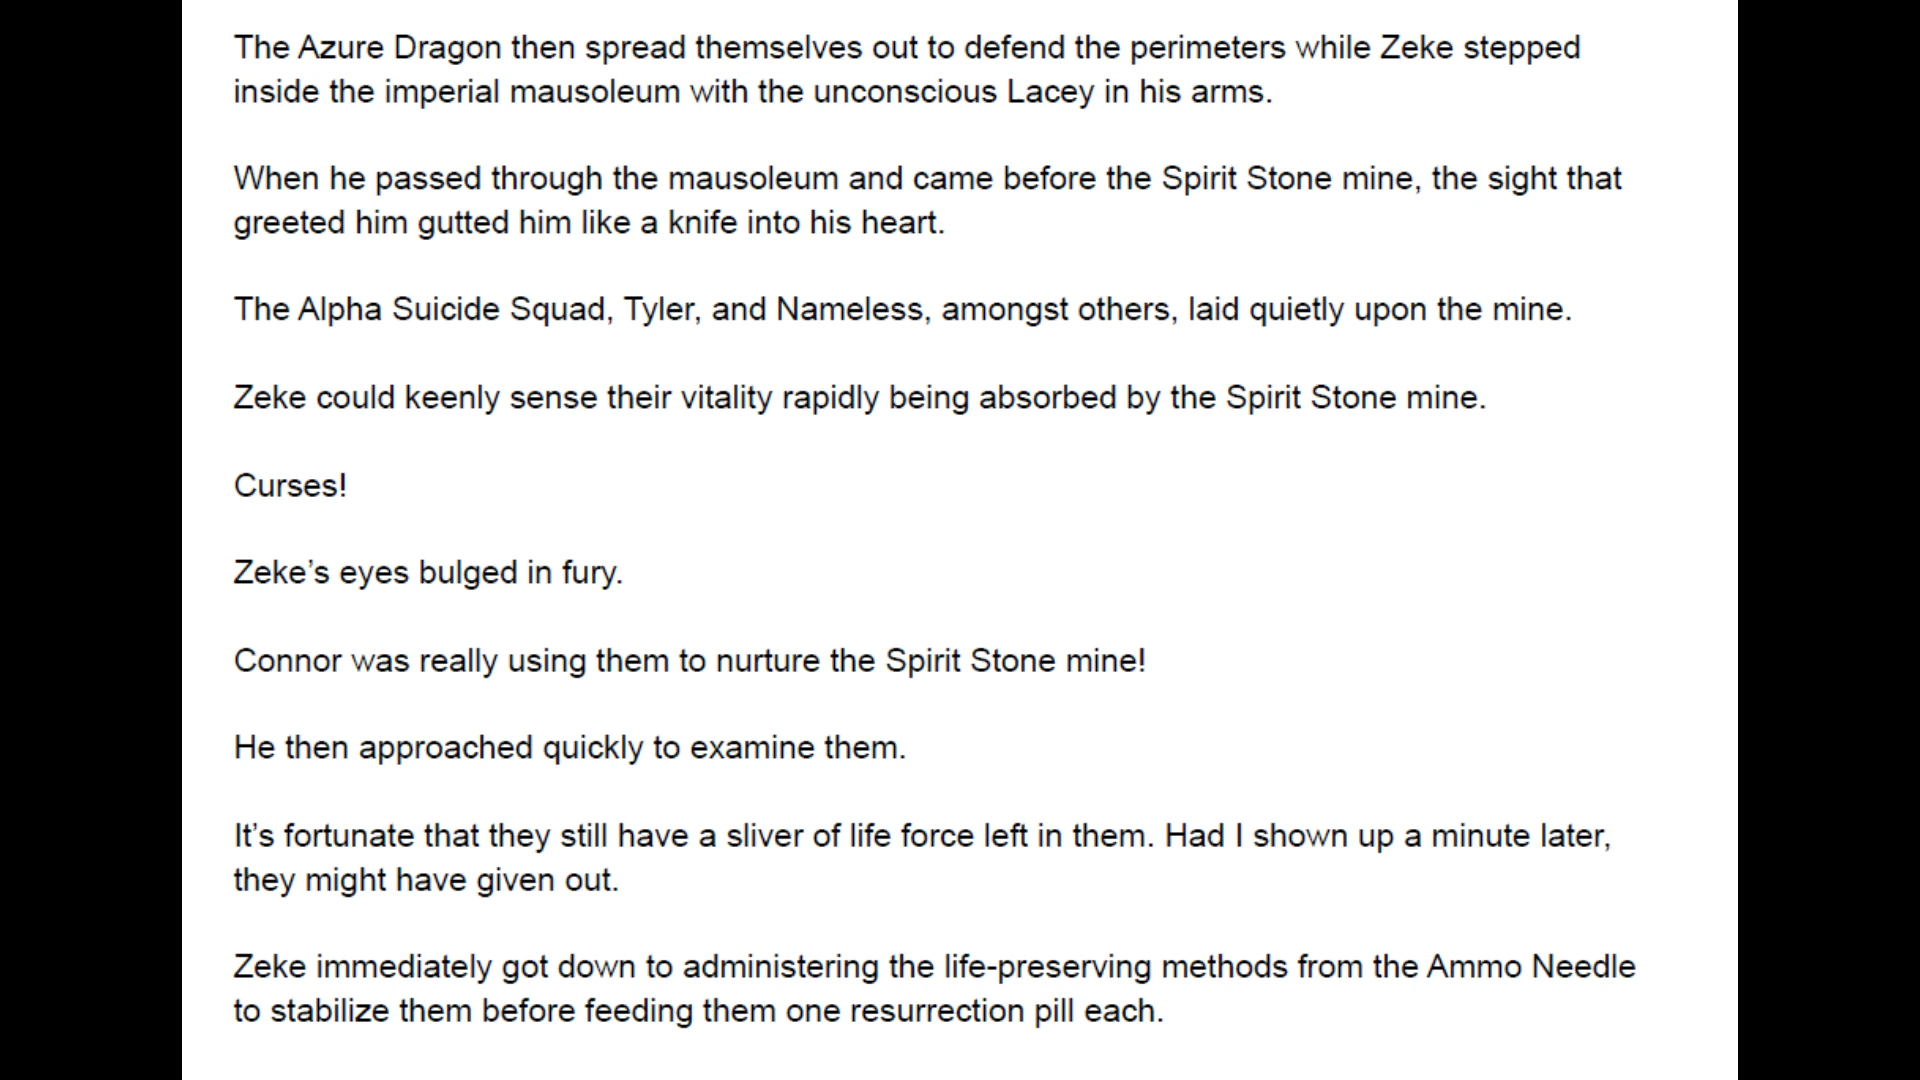 The Azure Dragon then spread themselves out to defend the perimeters while Zeke stepped
inside the imperial mausoleum with the unconscious Lacey in his arms.
When he passed through the mausoleum and came before the Spirit Stone mine, the sight that
greeted him gutted him like a knife into his heart.
The Alpha Suicide Squad, Tyler, and Nameless, amongst others, laid quietly upon the mine.
Zeke could keenly sense their vitality rapidly being absorbed by the Spirit Stone mine.
Curses!
Zeke’s eyes bulged in fury.
Connor was really using them to nurture the Spirit Stone mine!
He then approached quickly to examine them.
It’s fortunate that they still have a sliver of life force left in them. Had I shown up a minute later,
they might have given out.
Zeke immediately got down to administering the life-preserving methods from the Ammo Needle
to stabilize them before feeding them one resurrection pill each.